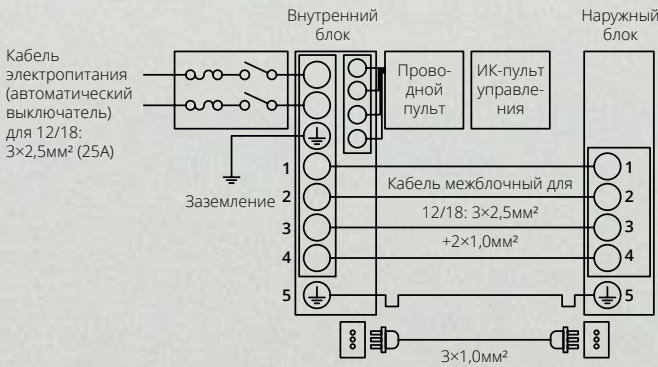 Внутренний
блок
Наружный
блок
Кабель
электропитания
(автоматический
выключатель)
для 12/18:
3×2,5мм² (25А)
Прово-
дной
пульт
ИК-пульт
управле-
ния
Заземление
1
2
3
4
5
Кабель межблочный для
12/18: 3×2,5мм²
+2×1,0мм²
1
2
3
4
5
3×1,0мм²